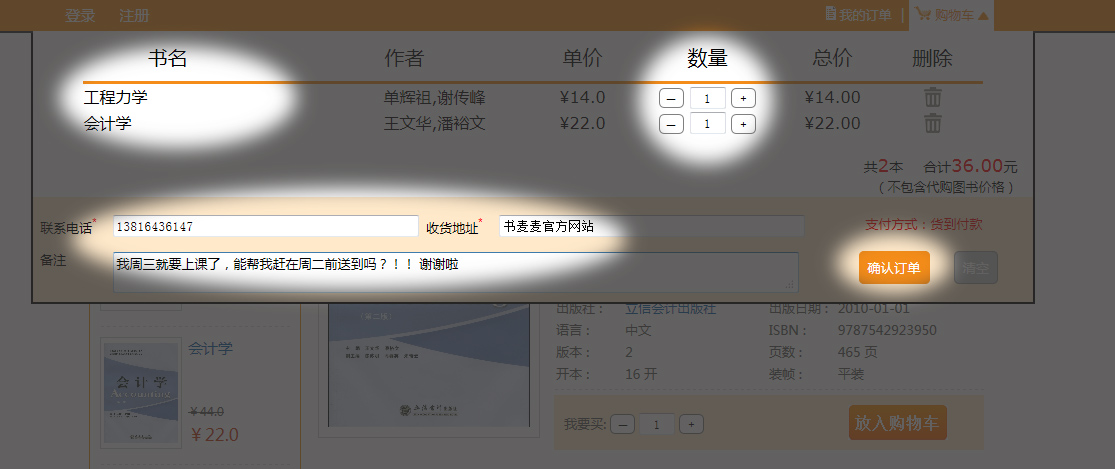 登录 注册 我的订单 | 购物车
书名 作者 单价 数量 总价 删除
工程力学 单辉祖,谢传峰 ¥14.0 — 1 + ¥14.00
会计学 王文华,潘裕文 ¥22.0 — 1 + ¥22.00
共2本 合计36.00元
（不包含代购图书价格）
联系电话* 13816436147 收货地址* 书麦麦官方网站 支付方式：货到付款
备注 我周三就要上课了，能帮我赶在周二前送到吗？！！ 谢谢啦 确认订单 清空
出版社： 立信会计出版社 出版日期： 2010-01-01
语言： 中文 ISBN： 9787542923950
版本： 2 页数： 465 页
开本： 16 开 装帧： 平装
会计学
会计学
Accounting
¥44.0
¥22.0
（第二版）
我要买: — 1 + 放入购物车